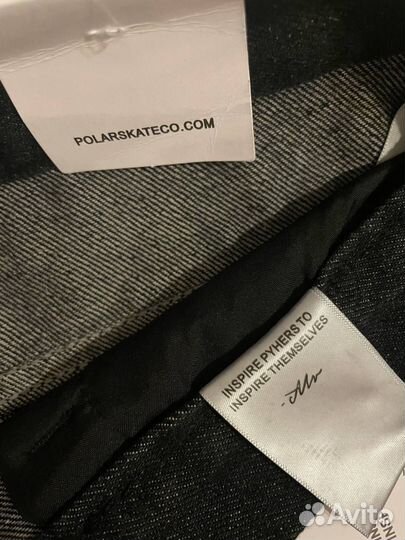 POLARSKATECO.COM
INSPIRE PYHERS TO
INSPIRE THEMSELVES
Avito